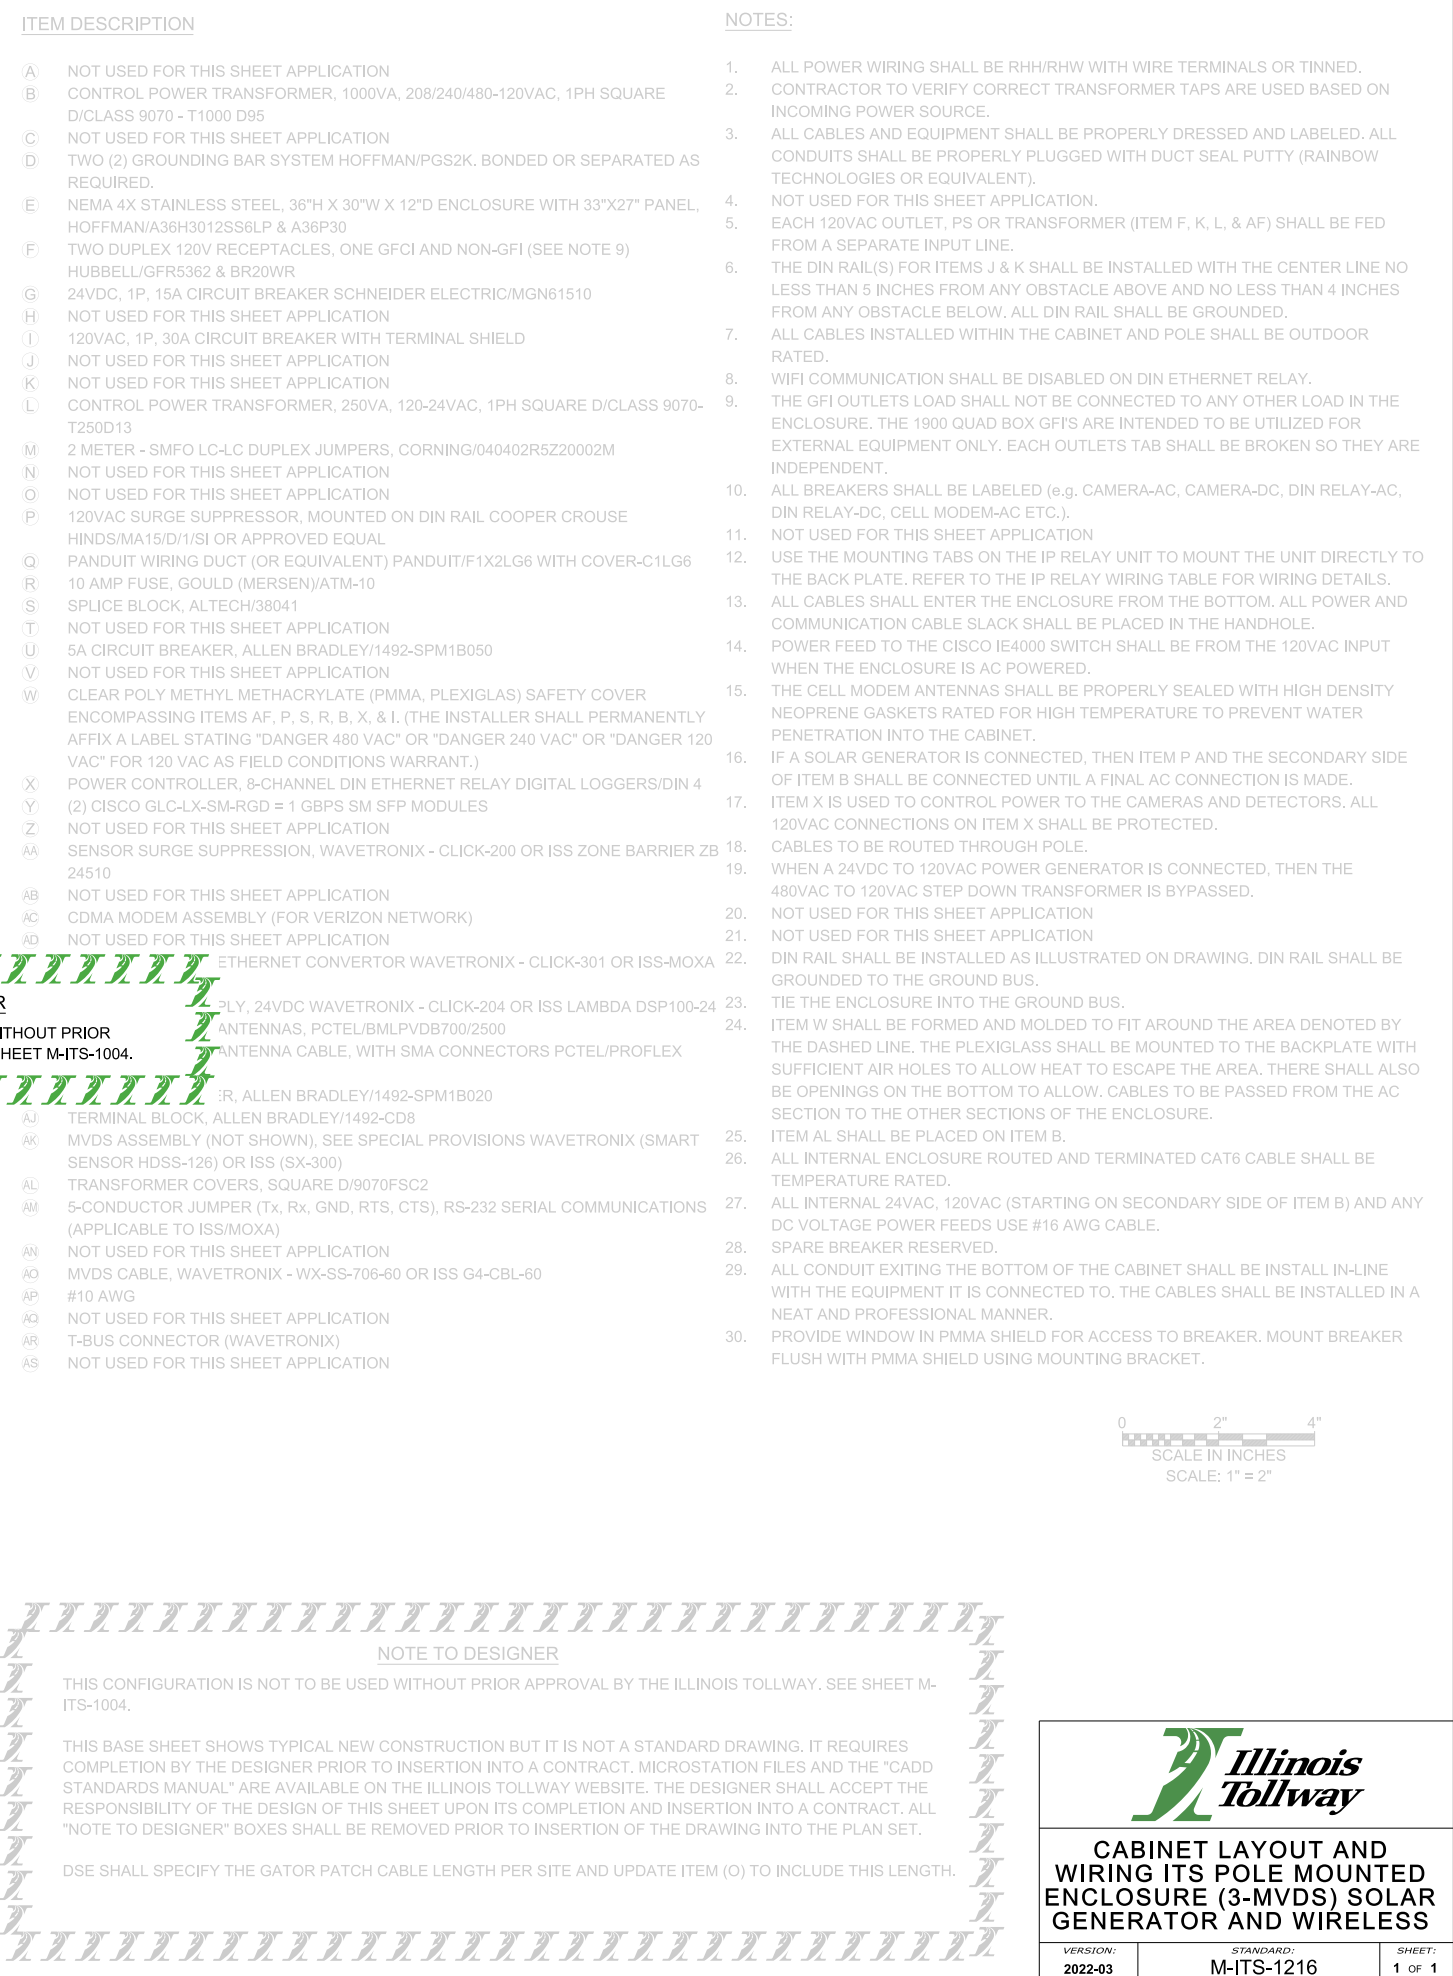 ITEM DESCRIPTION
A NOT USED FOR THIS SHEET APPLICATION
B CONTROL POWER TRANSFORMER, 1000VA, 208/240/480-120VAC, 1PH SQUARE
D/CLASS 9070 - T1000 D95
C NOT USED FOR THIS SHEET APPLICATION
D TWO (2) GROUNDING BAR SYSTEM HOFFMAN/PGS2K. BONDED OR SEPARATED AS
REQUIRED.
E NEMA 4X STAINLESS STEEL, 36"H X 30"W X 12"D ENCLOSURE WITH 33"X27" PANEL,
HOFFMAN/A36H3012SS6LP & A36P30
F TWO DUPLEX 120V RECEPTACLES, ONE GFCI AND NON-GFI (SEE NOTE 9)
HUBBELL/GFR5362 & BR20WR
G 24VDC, 1P, 15A CIRCUIT BREAKER SCHNEIDER ELECTRIC/MGN61510
H NOT USED FOR THIS SHEET APPLICATION
I 120VAC, 1P, 30A CIRCUIT BREAKER WITH TERMINAL SHIELD
J NOT USED FOR THIS SHEET APPLICATION
K NOT USED FOR THIS SHEET APPLICATION
L CONTROL POWER TRANSFORMER, 250VA, 120-24VAC, 1PH SQUARE D/CLASS 9070-
T250D13
M 2 METER - SMFO LC-LC DUPLEX JUMPERS, CORNING/040402R5Z20002M
N NOT USED FOR THIS SHEET APPLICATION
O NOT USED FOR THIS SHEET APPLICATION
P 120VAC SURGE SUPPRESSOR, MOUNTED ON DIN RAIL COOPER CROUSE
HINDS/MA15/D/1/SI OR APPROVED EQUAL
Q PANDUIT WIRING DUCT (OR EQUIVALENT) PANDUIT/F1X2LG6 WITH COVER-C1LG6
R 10 AMP FUSE, GOULD (MERSEN)/ATM-10
S SPLICE BLOCK, ALTECH/38041
T NOT USED FOR THIS SHEET APPLICATION
U 5A CIRCUIT BREAKER, ALLEN BRADLEY/1492-SPM1B050
V NOT USED FOR THIS SHEET APPLICATION
W CLEAR POLY METHYL METHACRYLATE (PMMA, PLEXIGLAS) SAFETY COVER
ENCOMPASSING ITEMS AF, P, S, R, B, X, & I. (THE INSTALLER SHALL PERMANENTLY
AFFIX A LABEL STATING "DANGER 480 VAC" OR "DANGER 240 VAC" OR "DANGER 120
VAC" FOR 120 VAC AS FIELD CONDITIONS WARRANT.)
X POWER CONTROLLER, 8-CHANNEL DIN ETHERNET RELAY DIGITAL LOGGERS/DIN 4
Y (2) CISCO GLC-LX-SM-RGD = 1 GBPS SM SFP MODULES
Z NOT USED FOR THIS SHEET APPLICATION
AA SENSOR SURGE SUPPRESSION, WAVETRONIX - CLICK-200 OR ISS ZONE BARRIER ZB
24510
AB NOT USED FOR THIS SHEET APPLICATION
AC CDMA MODEM ASSEMBLY (FOR VERIZON NETWORK)
AD NOT USED FOR THIS SHEET APPLICATION
ETHERNET CONVERTOR WAVETRONIX - CLICK-301 OR ISS-MOXA
PLY, 24VDC WAVETRONIX - CLICK-204 OR ISS LAMBDA DSP100-24
ANTENNAS, PCTEL/BMLPVDB700/2500
ANTENNA CABLE, WITH SMA CONNECTORS PCTEL/PROFLEX
ER, ALLEN BRADLEY/1492-SPM1B020
AJ TERMINAL BLOCK, ALLEN BRADLEY/1492-CD8
AK MVDS ASSEMBLY (NOT SHOWN), SEE SPECIAL PROVISIONS WAVETRONIX (SMART
SENSOR HDSS-126) OR ISS (SX-300)
AL TRANSFORMER COVERS, SQUARE D/9070FSC2
AM 5-CONDUCTOR JUMPER (Tx, Rx, GND, RTS, CTS), RS-232 SERIAL COMMUNICATIONS
(APPLICABLE TO ISS/MOXA)
AN NOT USED FOR THIS SHEET APPLICATION
AO MVDS CABLE, WAVETRONIX - WX-SS-706-60 OR ISS G4-CBL-60
AP #10 AWG
AQ NOT USED FOR THIS SHEET APPLICATION
AR T-BUS CONNECTOR (WAVETRONIX)
AS NOT USED FOR THIS SHEET APPLICATION
R
ITHOUT PRIOR
HEET M-ITS-1004.
NOTES:
1. ALL POWER WIRING SHALL BE RHH/RHW WITH WIRE TERMINALS OR TINNED.
2. CONTRACTOR TO VERIFY CORRECT TRANSFORMER TAPS ARE USED BASED ON
INCOMING POWER SOURCE.
3. ALL CABLES AND EQUIPMENT SHALL BE PROPERLY DRESSED AND LABELED. ALL
CONDUITS SHALL BE PROPERLY PLUGGED WITH DUCT SEAL PUTTY (RAINBOW
TECHNOLOGIES OR EQUIVALENT).
4. NOT USED FOR THIS SHEET APPLICATION.
5. EACH 120VAC OUTLET, PS OR TRANSFORMER (ITEM F, K, L, & AF) SHALL BE FED
FROM A SEPARATE INPUT LINE.
6. THE DIN RAIL(S) FOR ITEMS J & K SHALL BE INSTALLED WITH THE CENTER LINE NO
LESS THAN 5 INCHES FROM ANY OBSTACLE ABOVE AND NO LESS THAN 4 INCHES
FROM ANY OBSTACLE BELOW. ALL DIN RAIL SHALL BE GROUNDED.
7. ALL CABLES INSTALLED WITHIN THE CABINET AND POLE SHALL BE OUTDOOR
RATED.
8. WIFI COMMUNICATION SHALL BE DISABLED ON DIN ETHERNET RELAY.
9. THE GFI OUTLETS LOAD SHALL NOT BE CONNECTED TO ANY OTHER LOAD IN THE
ENCLOSURE. THE 1900 QUAD BOX GFI'S ARE INTENDED TO BE UTILIZED FOR
EXTERNAL EQUIPMENT ONLY. EACH OUTLETS TAB SHALL BE BROKEN SO THEY ARE
INDEPENDENT.
10. ALL BREAKERS SHALL BE LABELED (e.g. CAMERA-AC, CAMERA-DC, DIN RELAY-AC,
DIN RELAY-DC, CELL MODEM-AC ETC.).
11. NOT USED FOR THIS SHEET APPLICATION
12. USE THE MOUNTING TABS ON THE IP RELAY UNIT TO MOUNT THE UNIT DIRECTLY TO
THE BACK PLATE. REFER TO THE IP RELAY WIRING TABLE FOR WIRING DETAILS.
13. ALL CABLES SHALL ENTER THE ENCLOSURE FROM THE BOTTOM. ALL POWER AND
COMMUNICATION CABLE SLACK SHALL BE PLACED IN THE HANDHOLE.
14. POWER FEED TO THE CISCO IE4000 SWITCH SHALL BE FROM THE 120VAC INPUT
WHEN THE ENCLOSURE IS AC POWERED.
15. THE CELL MODEM ANTENNAS SHALL BE PROPERLY SEALED WITH HIGH DENSITY
NEOPRENE GASKETS RATED FOR HIGH TEMPERATURE TO PREVENT WATER
PENETRATION INTO THE CABINET.
16. IF A SOLAR GENERATOR IS CONNECTED, THEN ITEM P AND THE SECONDARY SIDE
OF ITEM B SHALL BE CONNECTED UNTIL A FINAL AC CONNECTION IS MADE.
17. ITEM X IS USED TO CONTROL POWER TO THE CAMERAS AND DETECTORS. ALL
120VAC CONNECTIONS ON ITEM X SHALL BE PROTECTED.
18. CABLES TO BE ROUTED THROUGH POLE.
19. WHEN A 24VDC TO 120VAC POWER GENERATOR IS CONNECTED, THEN THE
480VAC TO 120VAC STEP DOWN TRANSFORMER IS BYPASSED.
20. NOT USED FOR THIS SHEET APPLICATION
21. NOT USED FOR THIS SHEET APPLICATION
22. DIN RAIL SHALL BE INSTALLED AS ILLUSTRATED ON DRAWING. DIN RAIL SHALL BE
GROUNDED TO THE GROUND BUS.
23. TIE THE ENCLOSURE INTO THE GROUND BUS.
24. ITEM W SHALL BE FORMED AND MOLDED TO FIT AROUND THE AREA DENOTED BY
THE DASHED LINE. THE PLEXIGLASS SHALL BE MOUNTED TO THE BACKPLATE WITH
SUFFICIENT AIR HOLES TO ALLOW HEAT TO ESCAPE THE AREA. THERE SHALL ALSO
BE OPENINGS ON THE BOTTOM TO ALLOW. CABLES TO BE PASSED FROM THE AC
SECTION TO THE OTHER SECTIONS OF THE ENCLOSURE.
25. ITEM AL SHALL BE PLACED ON ITEM B.
26. ALL INTERNAL ENCLOSURE ROUTED AND TERMINATED CAT6 CABLE SHALL BE
TEMPERATURE RATED.
27. ALL INTERNAL 24VAC, 120VAC (STARTING ON SECONDARY SIDE OF ITEM B) AND ANY
DC VOLTAGE POWER FEEDS USE #16 AWG CABLE.
28. SPARE BREAKER RESERVED.
29. ALL CONDUIT EXITING THE BOTTOM OF THE CABINET SHALL BE INSTALL IN-LINE
WITH THE EQUIPMENT IT IS CONNECTED TO. THE CABLES SHALL BE INSTALLED IN A
NEAT AND PROFESSIONAL MANNER.
30. PROVIDE WINDOW IN PMMA SHIELD FOR ACCESS TO BREAKER. MOUNT BREAKER
FLUSH WITH PMMA SHIELD USING MOUNTING BRACKET.
0 2" 4"
SCALE IN INCHES
SCALE: 1" = 2"
NOTE TO DESIGNER
THIS CONFIGURATION IS NOT TO BE USED WITHOUT PRIOR APPROVAL BY THE ILLINOIS TOLLWAY. SEE SHEET M-
ITS-1004.
THIS BASE SHEET SHOWS TYPICAL NEW CONSTRUCTION BUT IT IS NOT A STANDARD DRAWING. IT REQUIRES
COMPLETION BY THE DESIGNER PRIOR TO INSERTION INTO A CONTRACT. MICROSTATION FILES AND THE "CADD
STANDARDS MANUAL" ARE AVAILABLE ON THE ILLINOIS TOLLWAY WEBSITE. THE DESIGNER SHALL ACCEPT THE
RESPONSIBILITY OF THE DESIGN OF THIS SHEET UPON ITS COMPLETION AND INSERTION INTO A CONTRACT. ALL
"NOTE TO DESIGNER" BOXES SHALL BE REMOVED PRIOR TO INSERTION OF THE DRAWING INTO THE PLAN SET.
DSE SHALL SPECIFY THE GATOR PATCH CABLE LENGTH PER SITE AND UPDATE ITEM (O) TO INCLUDE THIS LENGTH.
Illinois
Tollway
CABINET LAYOUT AND
WIRING ITS POLE MOUNTED
ENCLOSURE (3-MVDS) SOLAR
GENERATOR AND WIRELESS
VERSION: STANDARD: SHEET:
2022-03 M-ITS-1216 1 OF 1